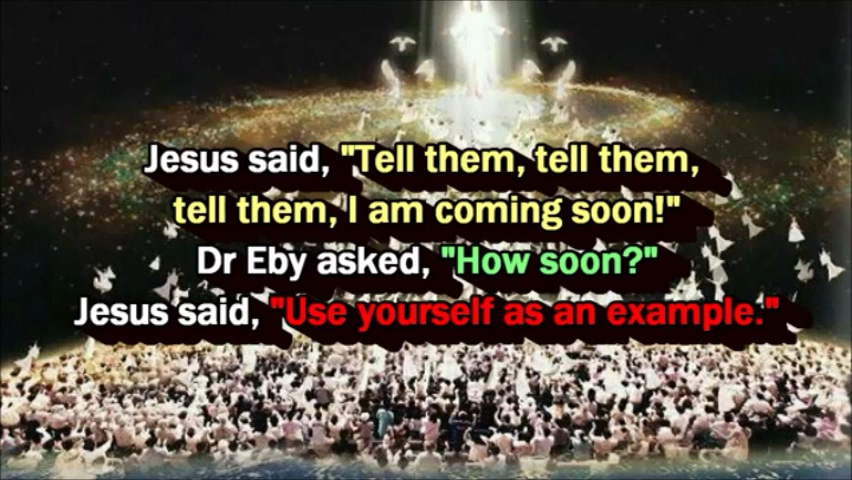 Jesus said, "Tell them, tell them,
tell them, I am coming soon!"
Dr Eby asked, "How soon?"
Jesus said, "Use yourself as an example."